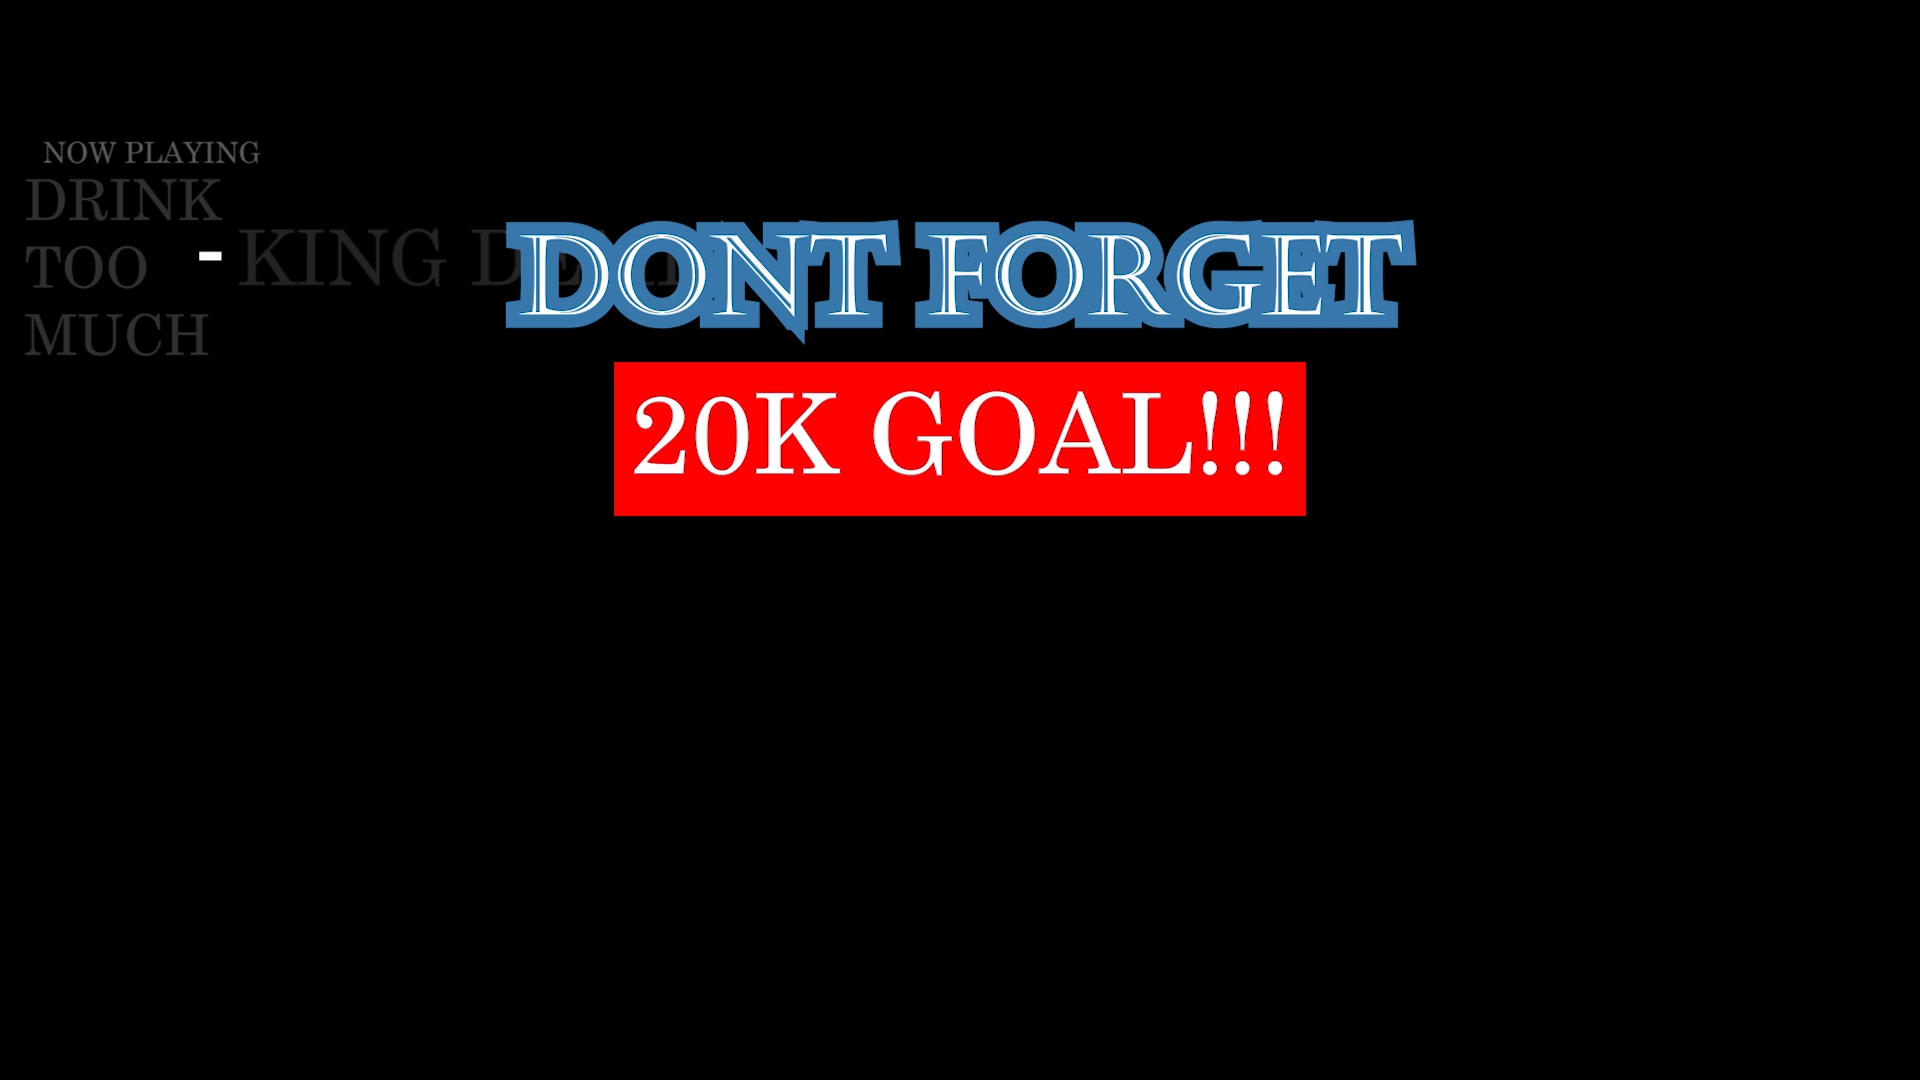 NOW PLAYING
DRINK
TOO
MUCH
- KING
DONT FORGET
20K GOAL!!!